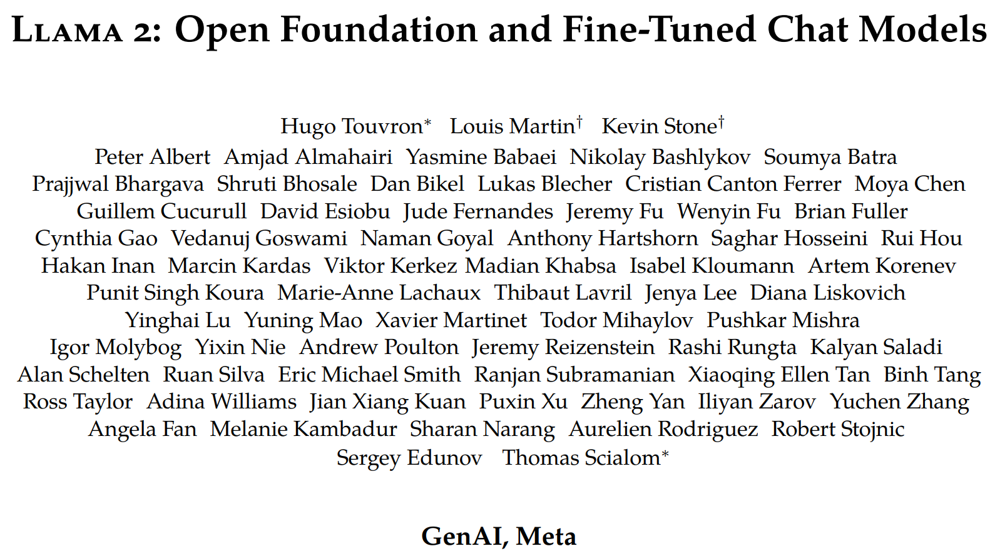 LLAMA 2: Open Foundation and Fine-Tuned Chat Models
Hugo Touvron* Louis Martin† Kevin Stone†
Peter Albert Amjad Almahairi Yasmine Babaei Nikolay Bashlykov Soumya Batra
Prajjwal Bhargava Shruti Bhosale Dan Bikel Lukas Blecher Cristian Canton Ferrer Moya Chen
Guillem Cucurull David Esiobu Jude Fernandes Jeremy Fu Wenyin Fu Brian Fuller
Cynthia Gao Vedanuj Goswami Naman Goyal Anthony Hartshorn Saghar Hosseini Rui Hou
Hakan Inan Marcin Kardas Viktor Kerkez Madian Khabsa Isabel Kloumann Artem Korenev
Punit Singh Koura Marie-Anne Lachaux Thibaut Lavril Jenya Lee Diana Liskovich
Yinghai Lu Yuning Mao Xavier Martinet Todor Mihaylov Pushkar Mishra
Igor Molybog Yixin Nie Andrew Poulton Jeremy Reizenstein Rashi Rungta Kalyan Saladi
Alan Schelten Ruan Silva Eric Michael Smith Ranjan Subramanian Xiaoqing Ellen Tan Binh Tang
Ross Taylor Adina Williams Jian Xiang Kuan Puxin Xu Zheng Yan Iliyan Zarov Yuchen Zhang
Angela Fan Melanie Kambadur Sharan Narang Aurelien Rodriguez Robert Stojnic
Sergey Edunov Thomas Scialom*
GenAI, Meta